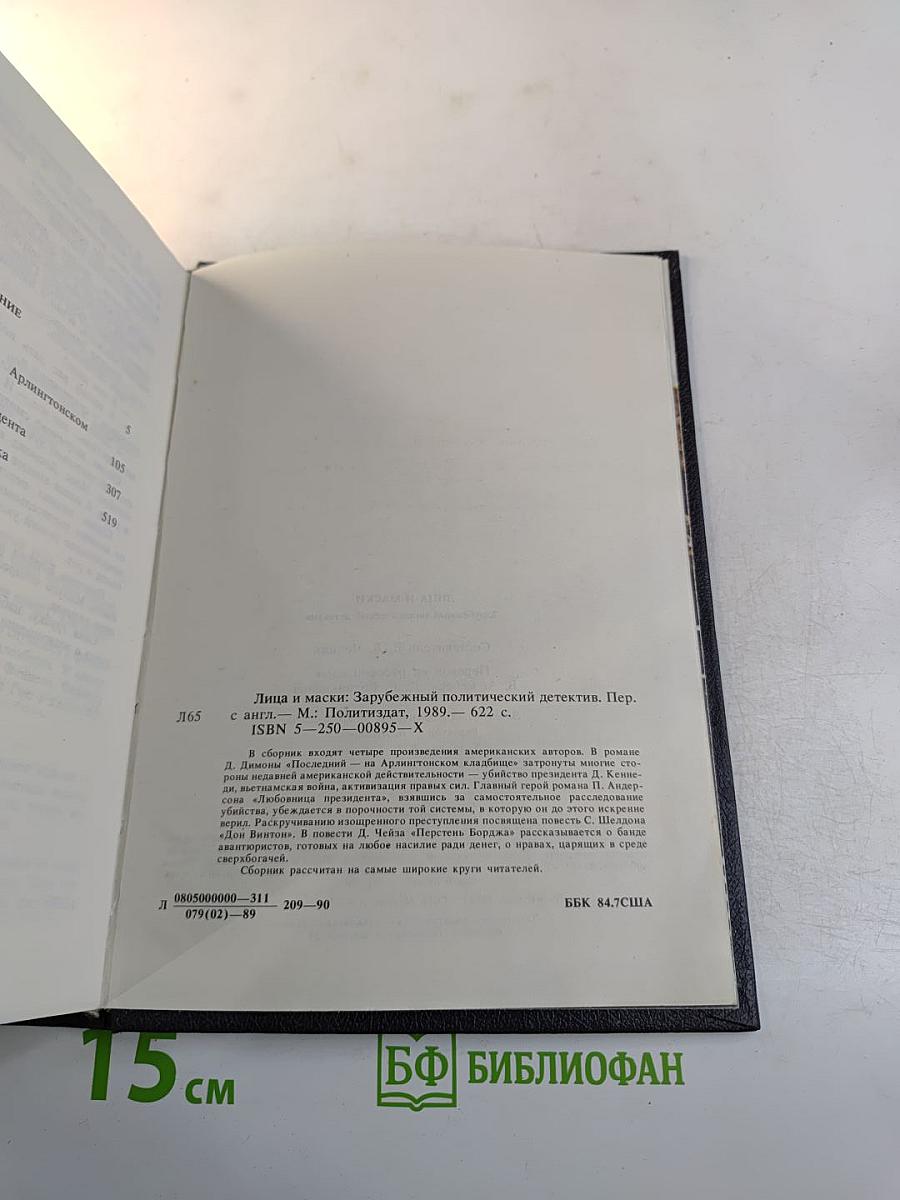 НИЕ
Арлингтонском
5
105
307
519
Лица и маски: Зарубежный политический детектив. Пер.
Л65 с англ.— М.: Политиздат, 1989.— 622 с.
ISBN 5—250—00895—X
В сборник входят четыре произведения американских авторов. В романе
Д. Димоны «Последний — на Арлингтонском кладбище» затронуты многие сто-
роны недавней американской действительности — убийство президента Д. Кенне-
ди, вьетнамская война, активизация правых сил. Главный герой романа П. Андер-
сона «Любовница президента», взявшись за самостоятельное расследование
убийства, убеждается в порочности той системы, в которую он до этого искренне
верил. Раскручиванию изощренного преступления посвящена повесть С. Шелдона
«Дон Винтон». В повести Д. Чейза «Перстень Борджа» рассказывается о банде
авантюристов, готовых на любое насилие ради денег, о нравах, царящих в среде
сверхбогачей.
Сборник рассчитан на самые широкие круги читателей.
Л 0805000000—311
079(02)—89 209—90 ББК 84.7США
15 см
БФ БИБЛИОФАН